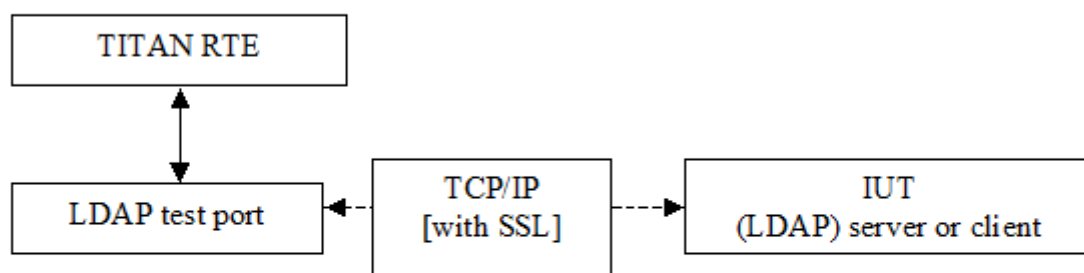 TITAN RTE
LDAP test port
TCP/IP
[with SSL]
IUT
(LDAP) server or client